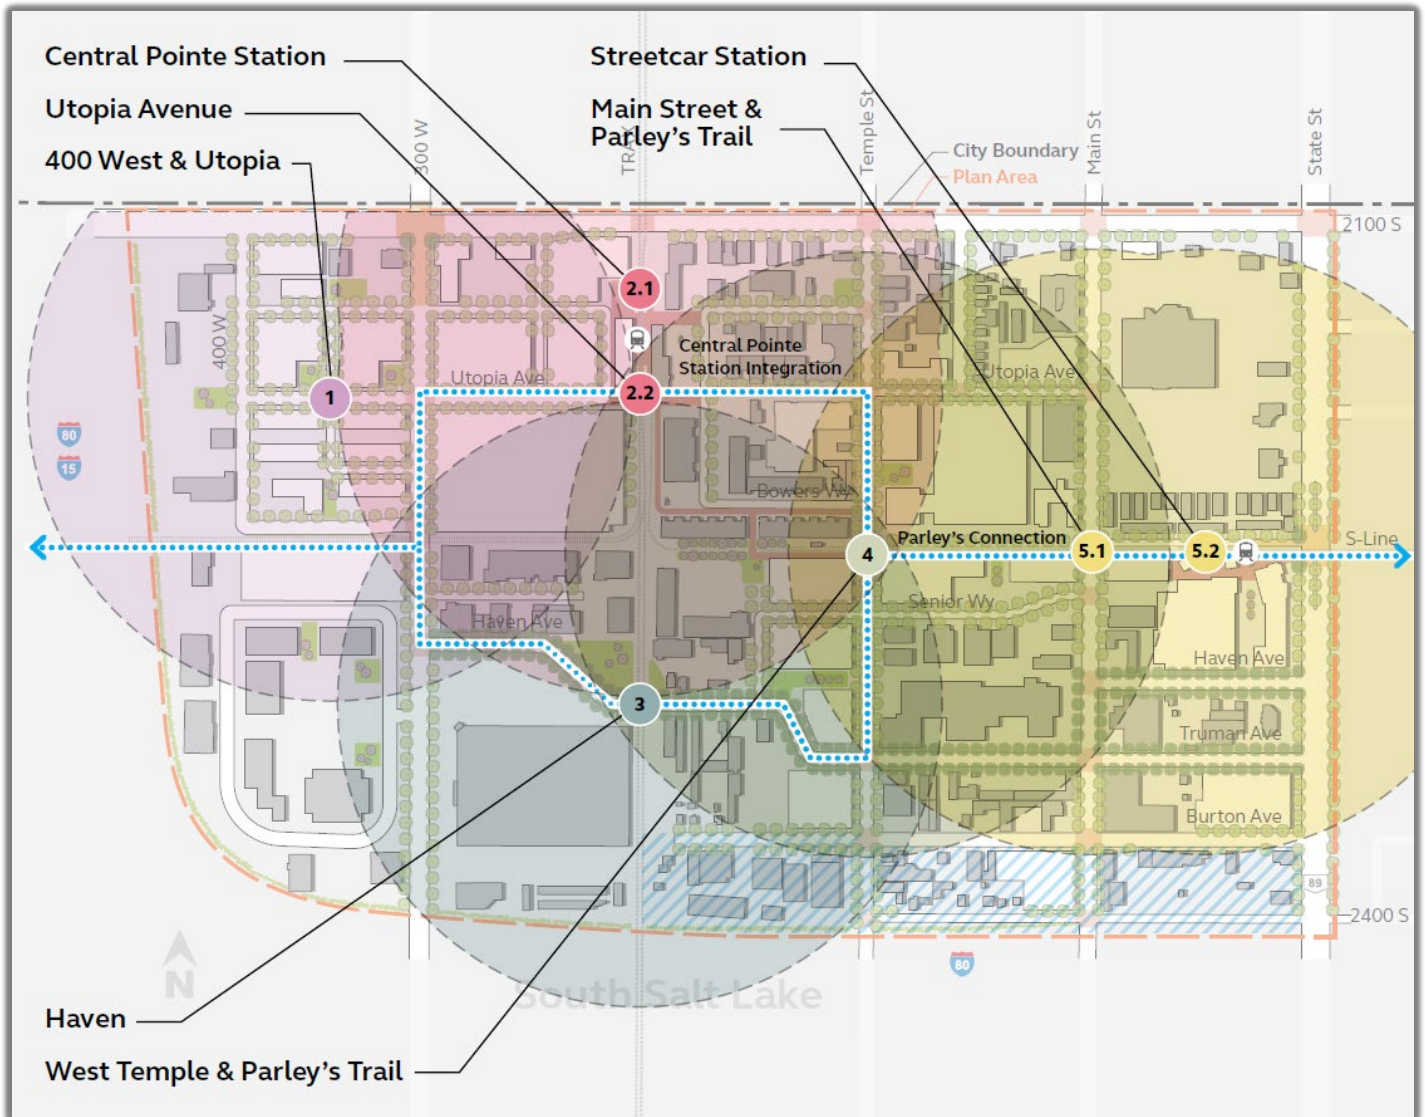 Central Pointe Station
Streetcar Station
Utopia Avenue
Main Street &
Parley's Trail
400 West & Utopia
300 W
TRAX
Temple St
Main St
State St
City Boundary
Plan Area
2100 S
2.1
Central Pointe
Station Integration
400 W
Utopia Ave
Utopia Ave
1
2.2
80
15
Bowers Wy
Parley's Connection
S-Line
4
5.1
5.2
Senior Wy
Haven Ave
Haven Ave
3
Truman Ave
Burton Ave
89
2400 S
80
N
South Salt Lake
Haven
West Temple & Parley's Trail